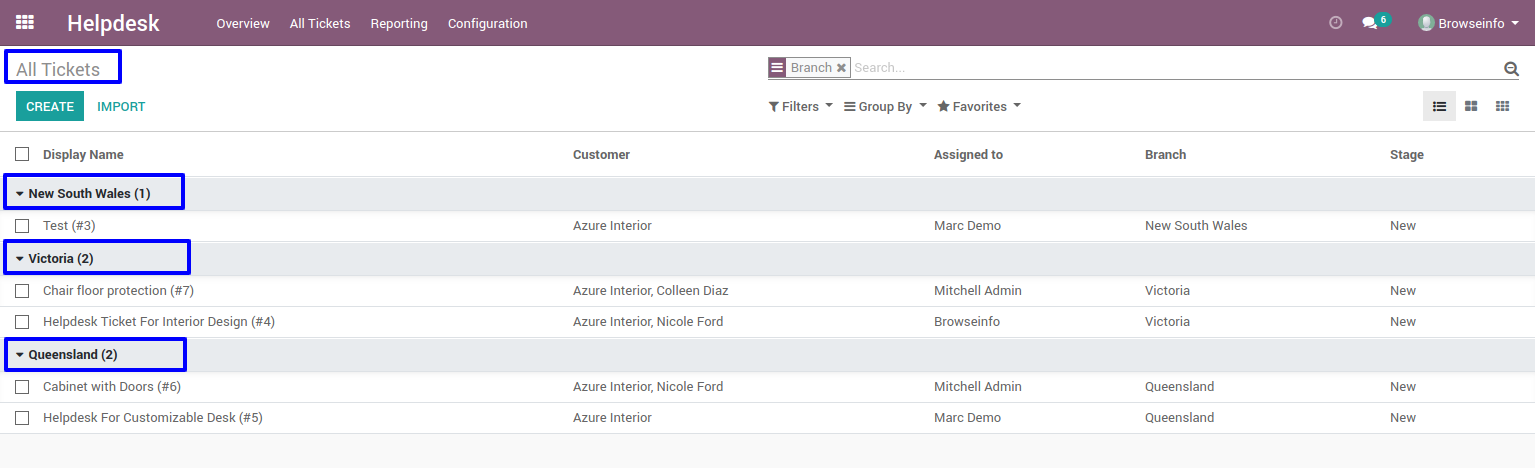 Helpdesk Overview All Tickets Reporting Configuration 6 Browseinfo
All Tickets Branch Search...
CREATE IMPORT Filters Group By Favorites
Display Name Customer Assigned to Branch Stage
New South Wales (1)
Test (#3) Azure Interior Marc Demo New South Wales New
Victoria (2)
Chair floor protection (#7) Azure Interior, Colleen Diaz Mitchell Admin Victoria New
Helpdesk Ticket For Interior Design (#4) Azure Interior, Nicole Ford Browseinfo Victoria New
Queensland (2)
Cabinet with Doors (#6) Azure Interior, Nicole Ford Mitchell Admin Queensland New
Helpdesk For Customizable Desk (#5) Azure Interior Marc Demo Queensland New